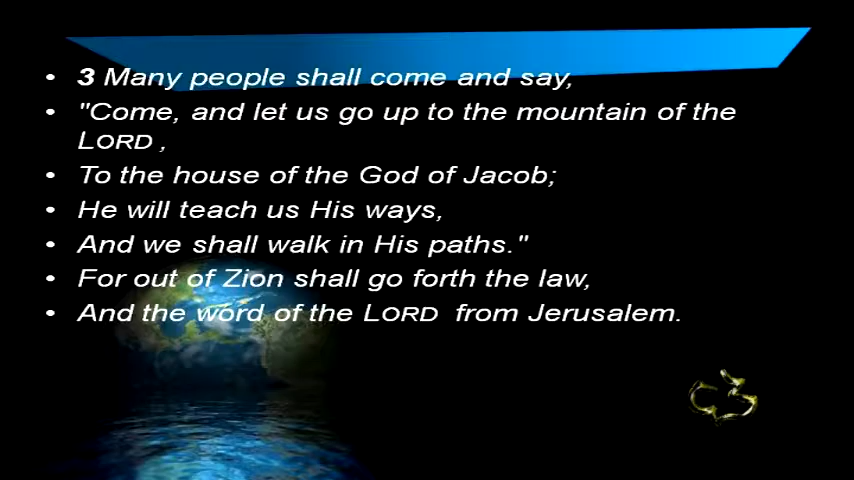 • 3 Many people shall come and say,
• "Come, and let us go up to the mountain of the
LORD ,
• To the house of the God of Jacob;
• He will teach us His ways,
• And we shall walk in His paths."
• For out of Zion shall go forth the law,
• And the word of the LORD from Jerusalem.
C3